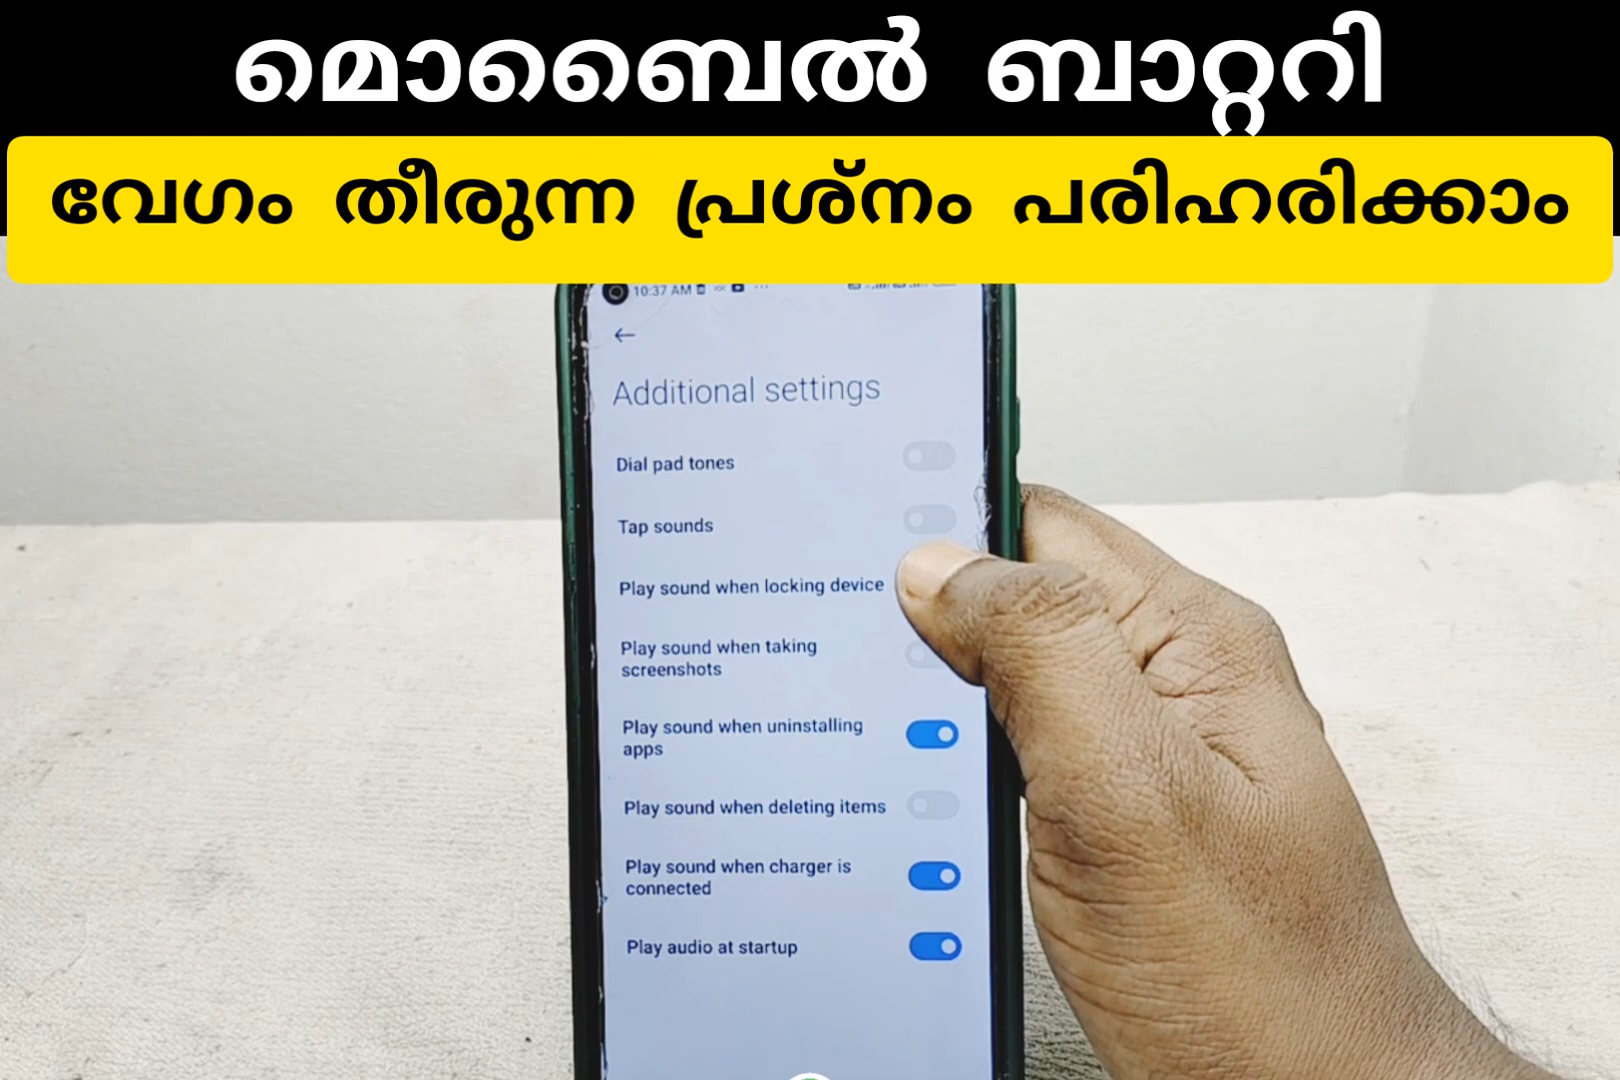 മൊബൈൽ ബാറ്ററി
വേഗം തീരുന്ന പ്രശ്നം പരിഹരിക്കാം
10:37 AM
Additional settings
Dial pad tones
Tap sounds
Play sound when locking device
Play sound when taking
screenshots
Play sound when uninstalling
apps
Play sound when deleting items
Play sound when charger is
connected
Play audio at startup